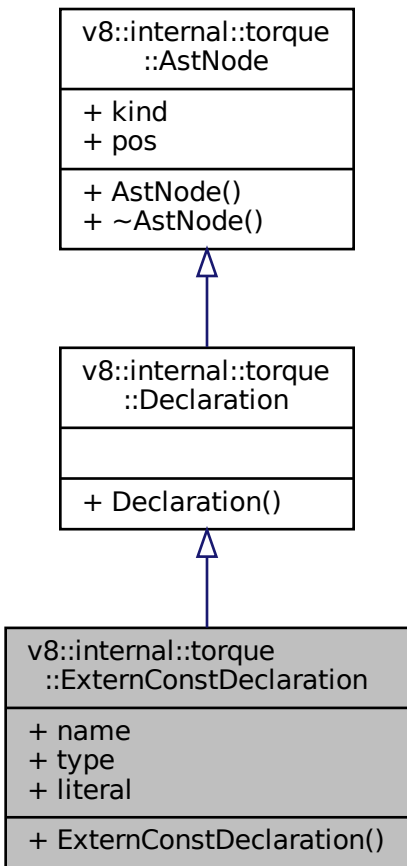 v8::internal::torque
::AstNode
+ kind
+ pos
+ AstNode()
+ ~AstNode()
v8::internal::torque
::Declaration
+ Declaration()
v8::internal::torque
::ExternConstDeclaration
+ name
+ type
+ literal
+ ExternConstDeclaration()